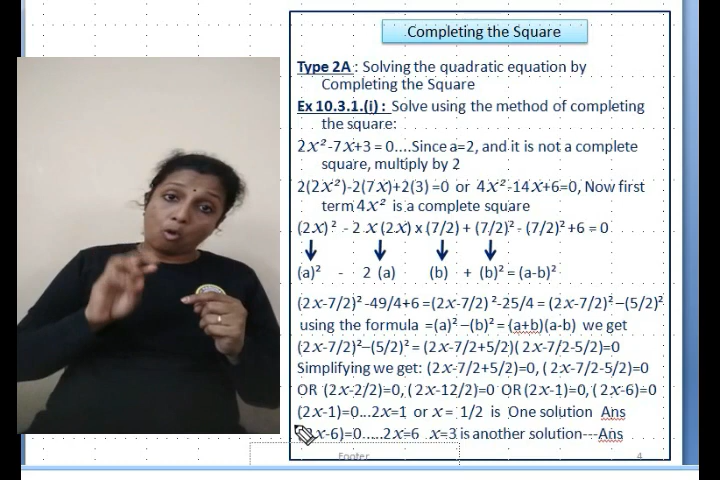 Completing the Square
Type 2A : Solving the quadratic equation by
Completing the Square
Ex 10.3.1.(i) : Solve using the method of completing
the square:
2x²-7x+3 = 0....Since a=2, and it is not a complete
square, multiply by 2
2(2x²)-2(7x)+2(3) =0 or 4x²-14x+6=0, Now first
term 4x² is a complete square
(2x)² - 2 x (2x) x (7/2) + (7/2)² - (7/2)² +6 = 0
(a)² - 2 (a) (b) + (b)² = (a-b)²
(2x-7/2)² -49/4+6 =(2x-7/2)²-25/4 = (2x-7/2)²–(5/2)²
using the formula =(a)² –(b)² = (a+b)(a-b) we get
(2x-7/2)²–(5/2)² = (2x-7/2+5/2)( 2x-7/2-5/2)=0
Simplifying we get: (2x-7/2+5/2)=0, ( 2x-7/2-5/2)=0
OR (2x-2/2)=0, ( 2x-12/2)=0 OR (2x-1)=0, ( 2x-6)=0
(2x-1)=0...2x=1 or x = 1/2 is One solution Ans
x-6)=0.....2x=6 x=3 is another solution---Ans
Footer 4